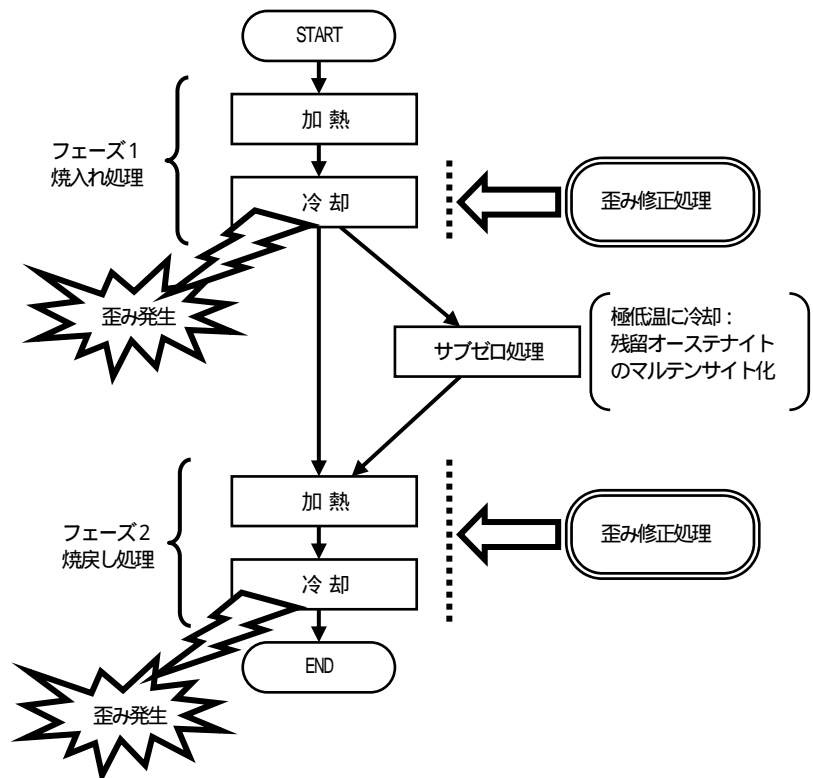 START
加 熱
フェーズ1
焼入れ処理
冷 却
歪み修正処理
歪み発生
サブゼロ処理
極低温に冷却:
残留オーステナイト
のマルテンサイト化
加 熱
フェーズ2
焼戻し処理
歪み修正処理
冷 却
END
歪み発生